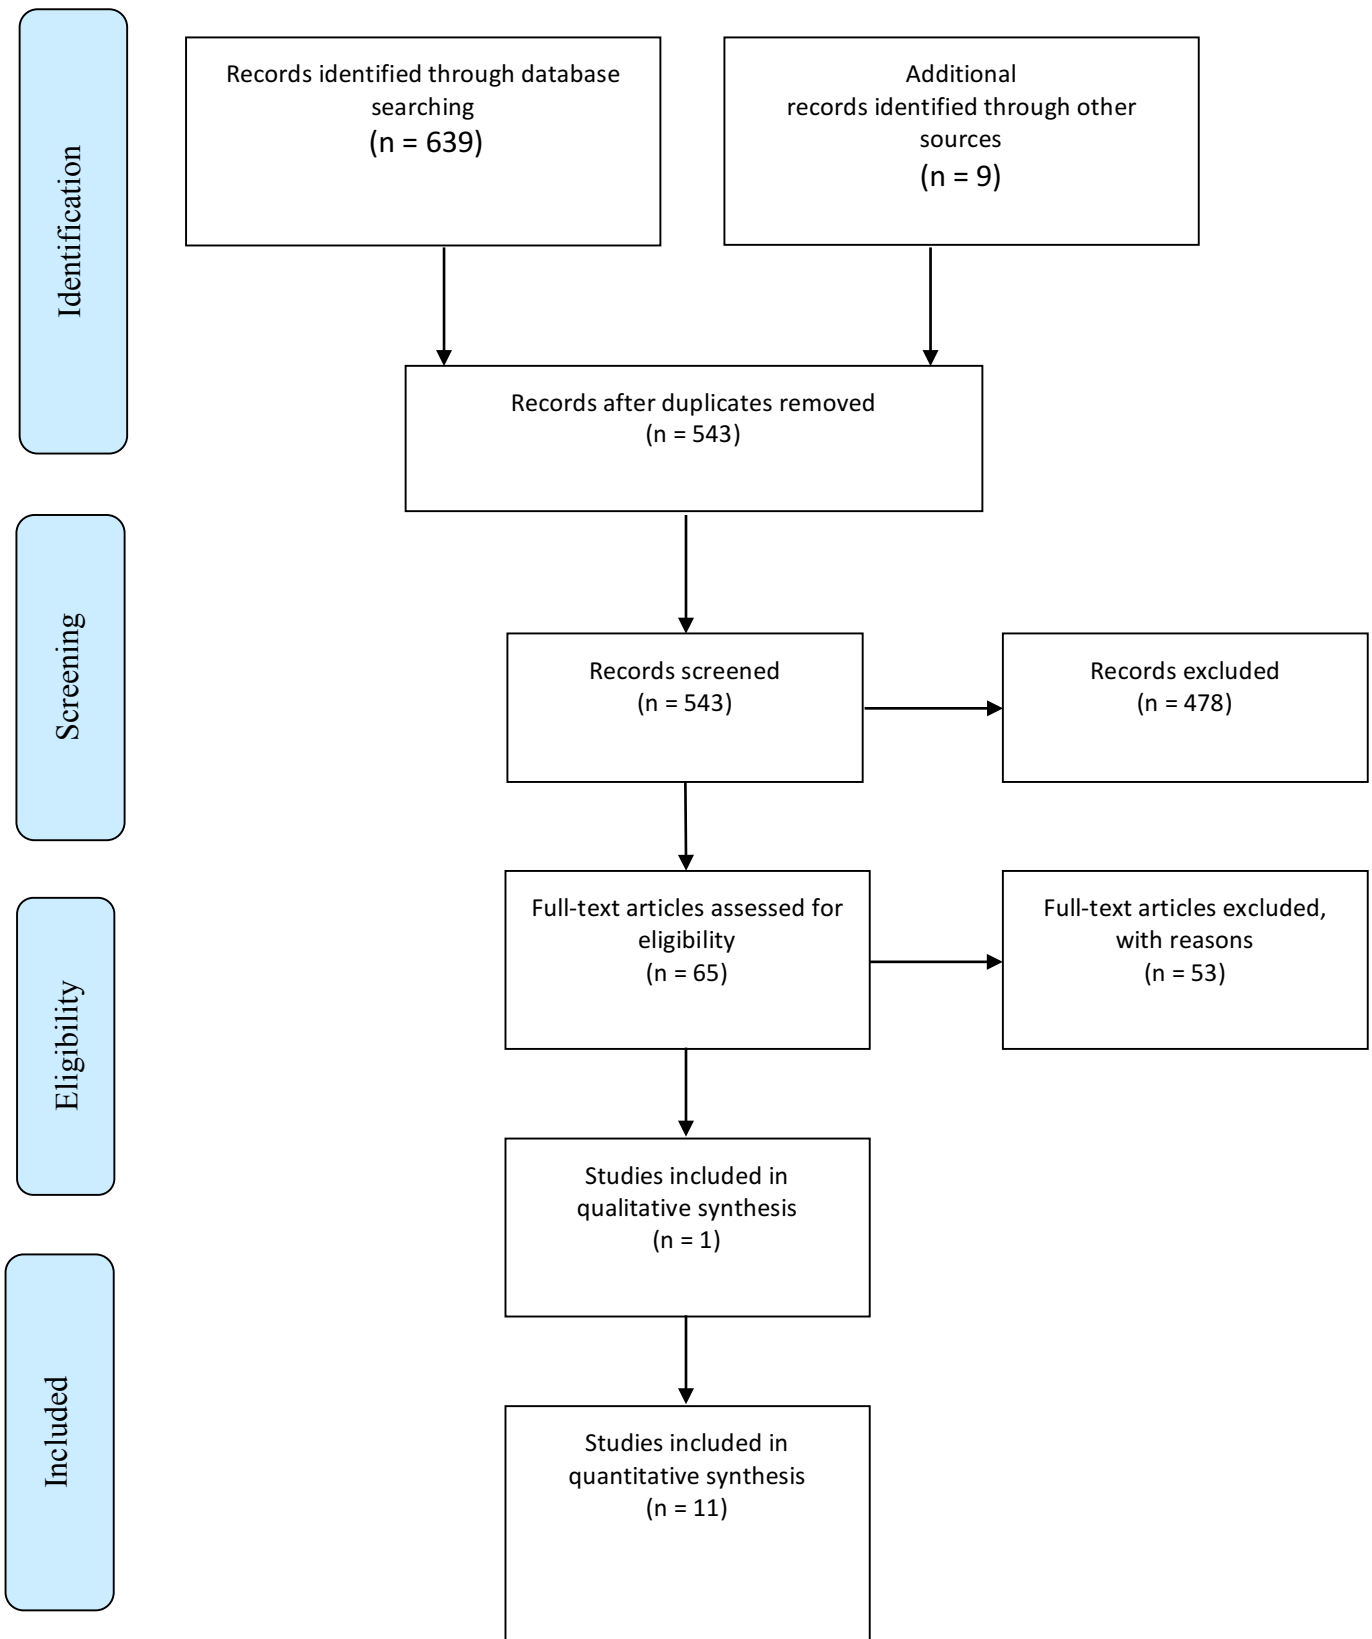 Identification
Records identified through database
searching
(n = 639)
Additional
records identified through other
sources
(n = 9)
Records after duplicates removed
(n = 543)
Screening
Records screened
(n = 543)
Records excluded
(n = 478)
Eligibility
Full-text articles assessed for
eligibility
(n = 65)
Full-text articles excluded,
with reasons
(n = 53)
Studies included in
qualitative synthesis
(n = 1)
Included
Studies included in
quantitative synthesis
(n = 11)